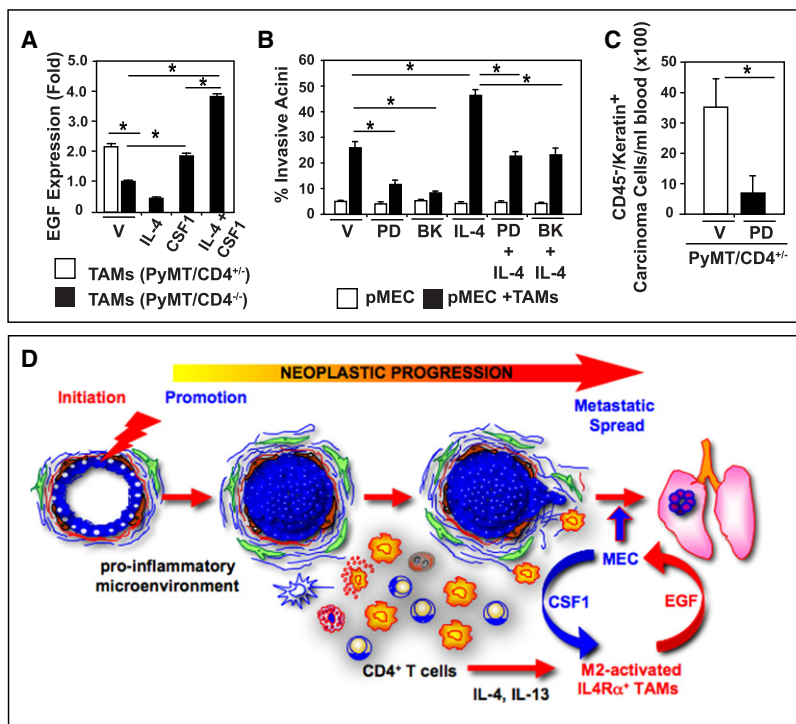 A
EGF Expression (Fold)
5.0
4.0
3.0
2.0
1.0
0
*
*
*
*
*
V
IL-4
CSF1
IL-4 + CSF1
TAMs (PyMT/CD4+/-)
TAMs (PyMT/CD4-/-)
B
% Invasive Acini
60
50
40
30
20
10
0
*
*
*
*
*
V
PD
BK
IL-4
PD + IL-4
BK + IL-4
pMEC
pMEC +TAMs
C
CD45-/Keratin+
Carcinoma Cells/ml blood (x100)
50
40
30
20
10
0
*
V
PD
PyMT/CD4+/-
D
NEOPLASTIC PROGRESSION
Initiation
Promotion
Metastatic
Spread
pro-inflammatory
microenvironment
MEC
CSF1
EGF
CD4+ T cells
IL-4, IL-13
M2-activated
IL4Rα+ TAMs